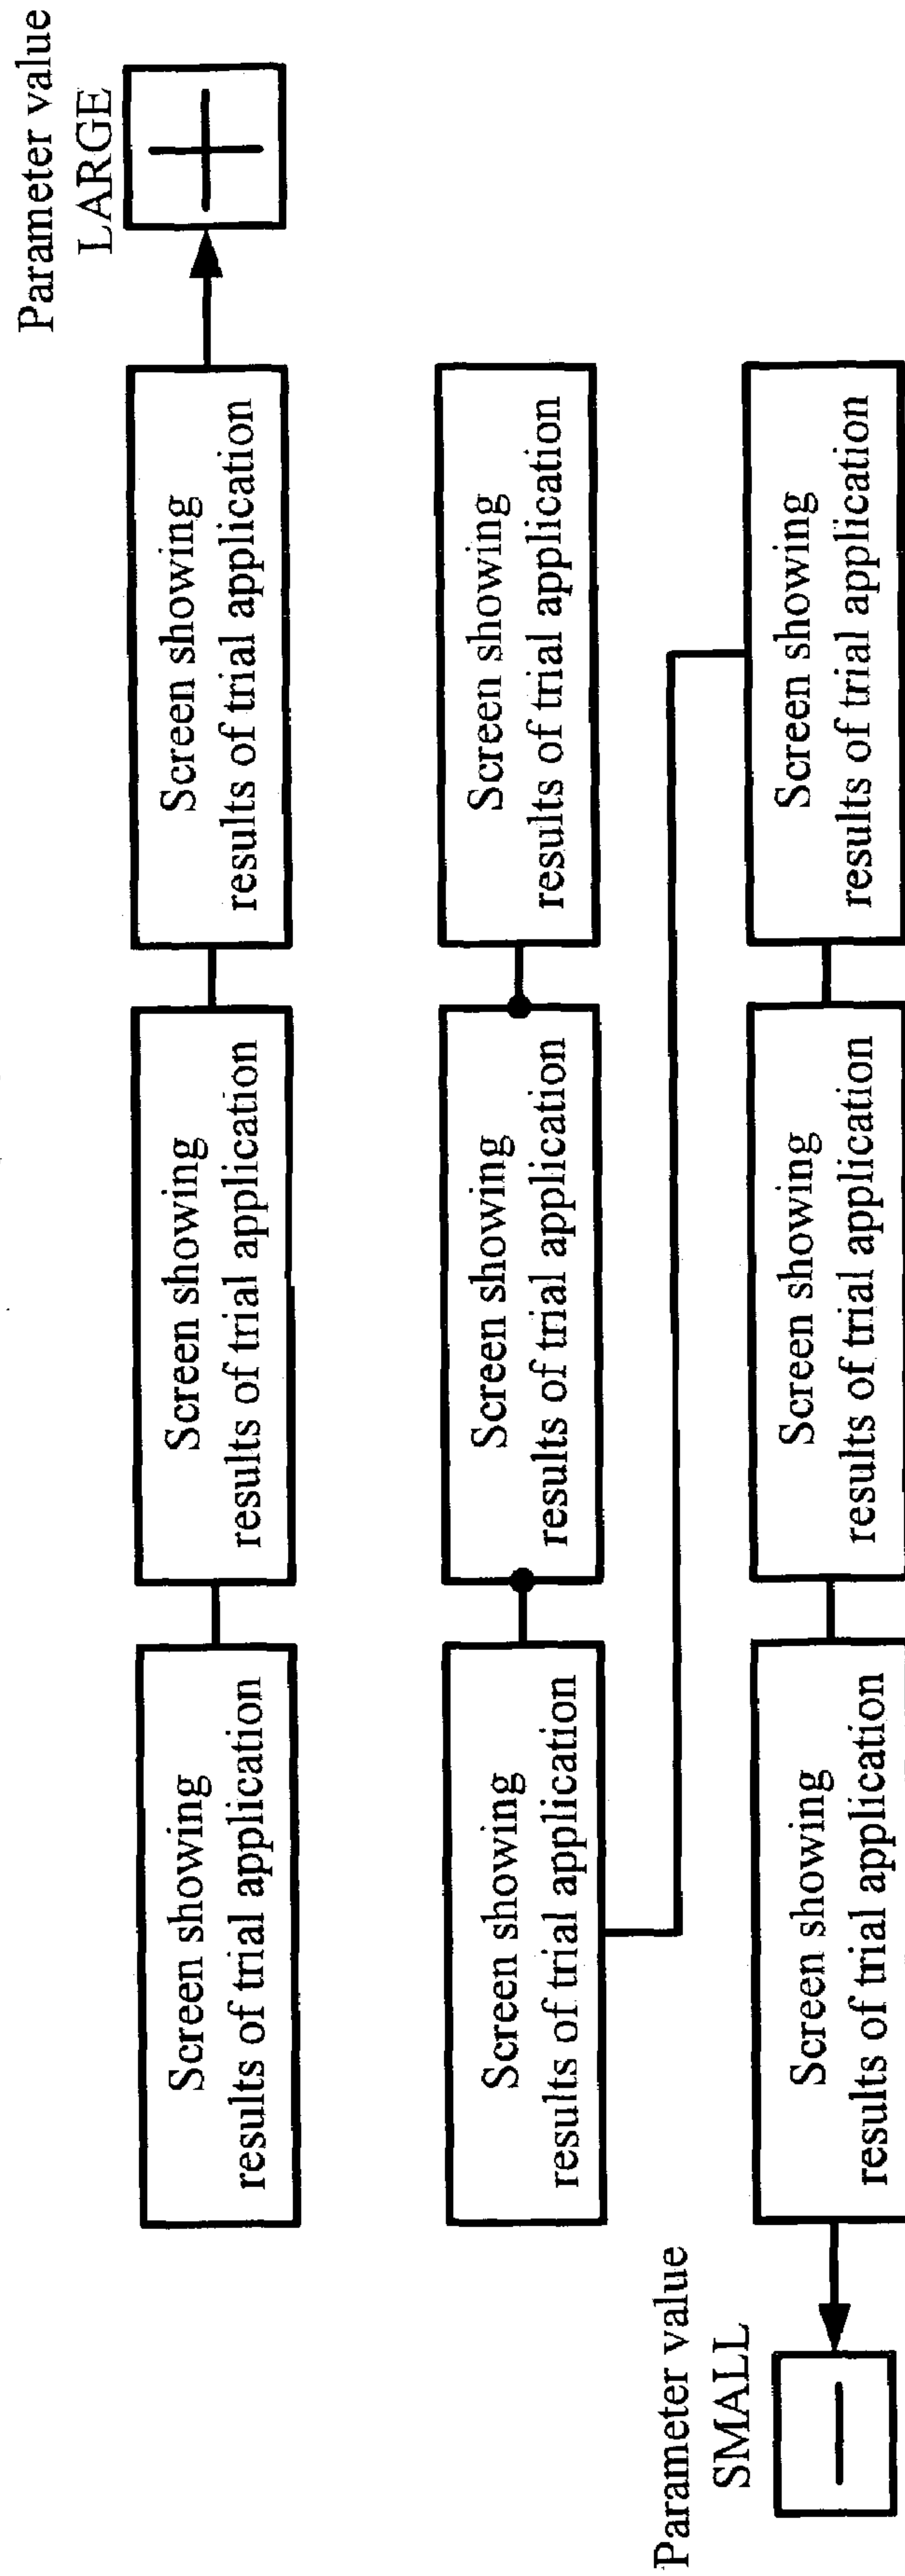 Parameter value
LARGE
Screen showing
results of trial application
Screen showing
results of trial application
Screen showing
results of trial application
+
Screen showing
results of trial application
Screen showing
results of trial application
Screen showing
results of trial application
Parameter value
SMALL
−
Screen showing
results of trial application
Screen showing
results of trial application
Screen showing
results of trial application